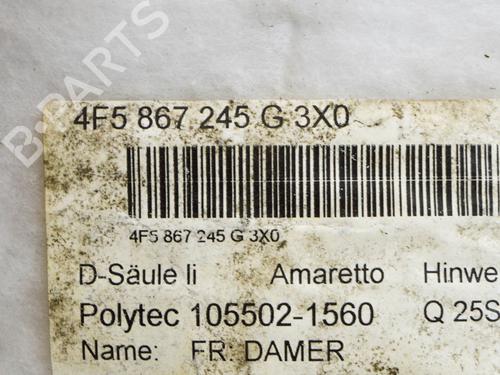 B-PARTS
4F5 867 245 G 3X0
4F5 867 245 G 3X0
D-Säule li Amaretto Hinwe
Polytec 105502-1560 Q 25S
Name: FR. DAMER